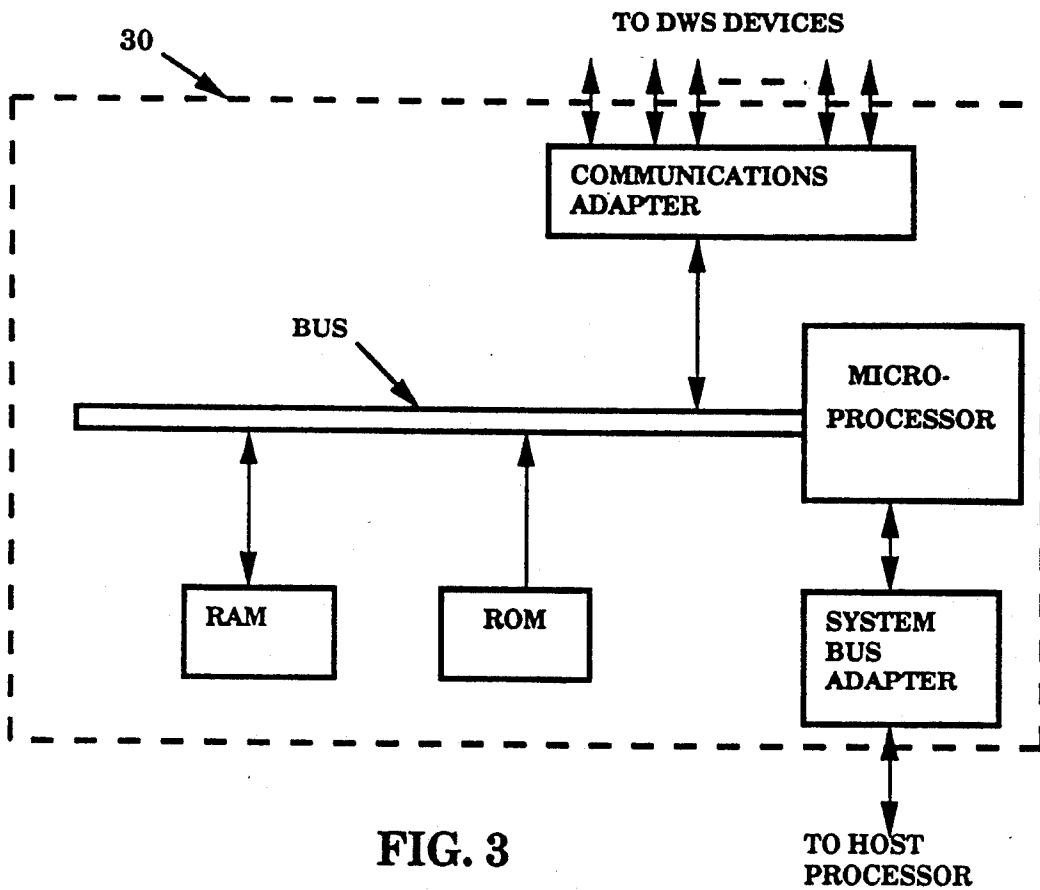 TO DWS DEVICES
30
COMMUNICATIONS
ADAPTER
BUS
MICRO-
PROCESSOR
RAM
ROM
SYSTEM
BUS
ADAPTER
FIG. 3
TO HOST
PROCESSOR